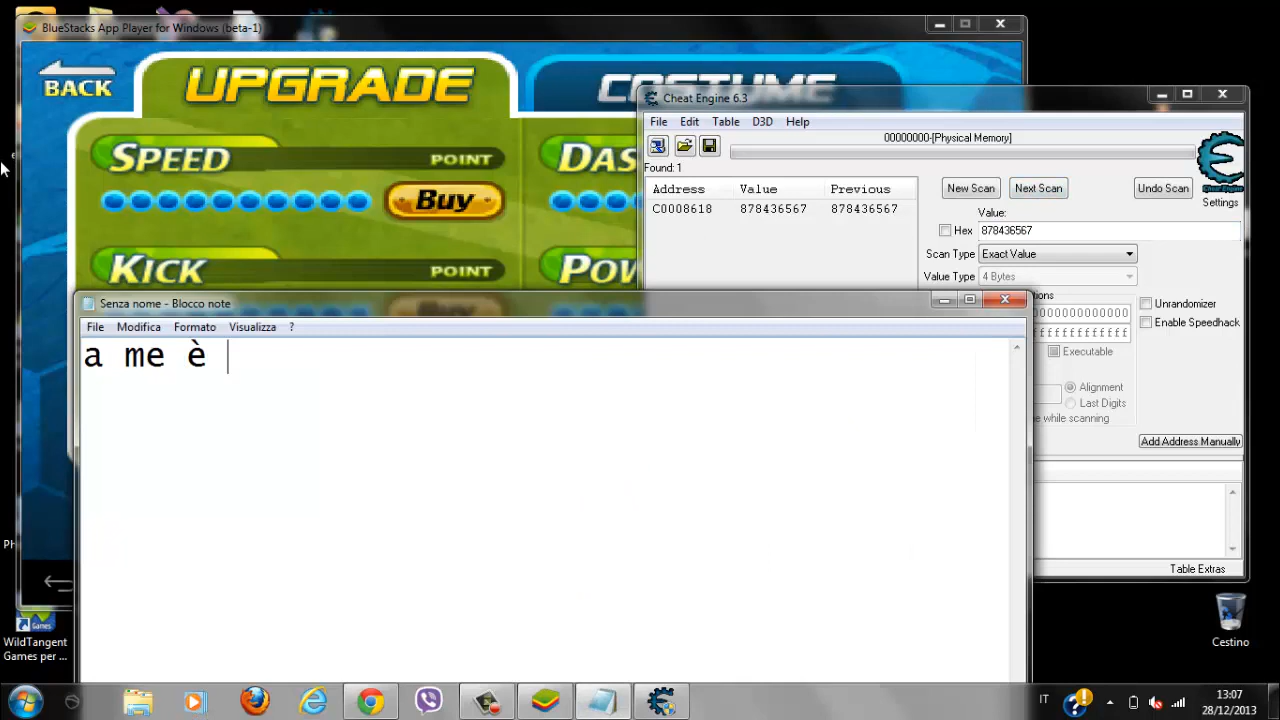 BlueStacks App Player for Windows (beta-1)
BACK
UPGRADE
COSTUME
SPEED
POINT
Buy
KICK
POINT
Cheat Engine 6.3
File Edit Table D3D Help
00000000-[Physical Memory]
Found: 1
Address Value Previous
C0008618 878436567 878436567
New Scan Next Scan Undo Scan
Cheat Engine
Settings
Value:
Hex 878436567
Scan Type Exact Value
Value Type 4 Bytes
Unrandomizer
Enable Speedhack
Executable
Alignment
Last Digits
while scanning
Add Address Manually
Table Extras
Senza nome - Blocco note
File Modifica Formato Visualizza ?
a me è
WildTangent
Games per ...
Cestino
IT
13:07
28/12/2013